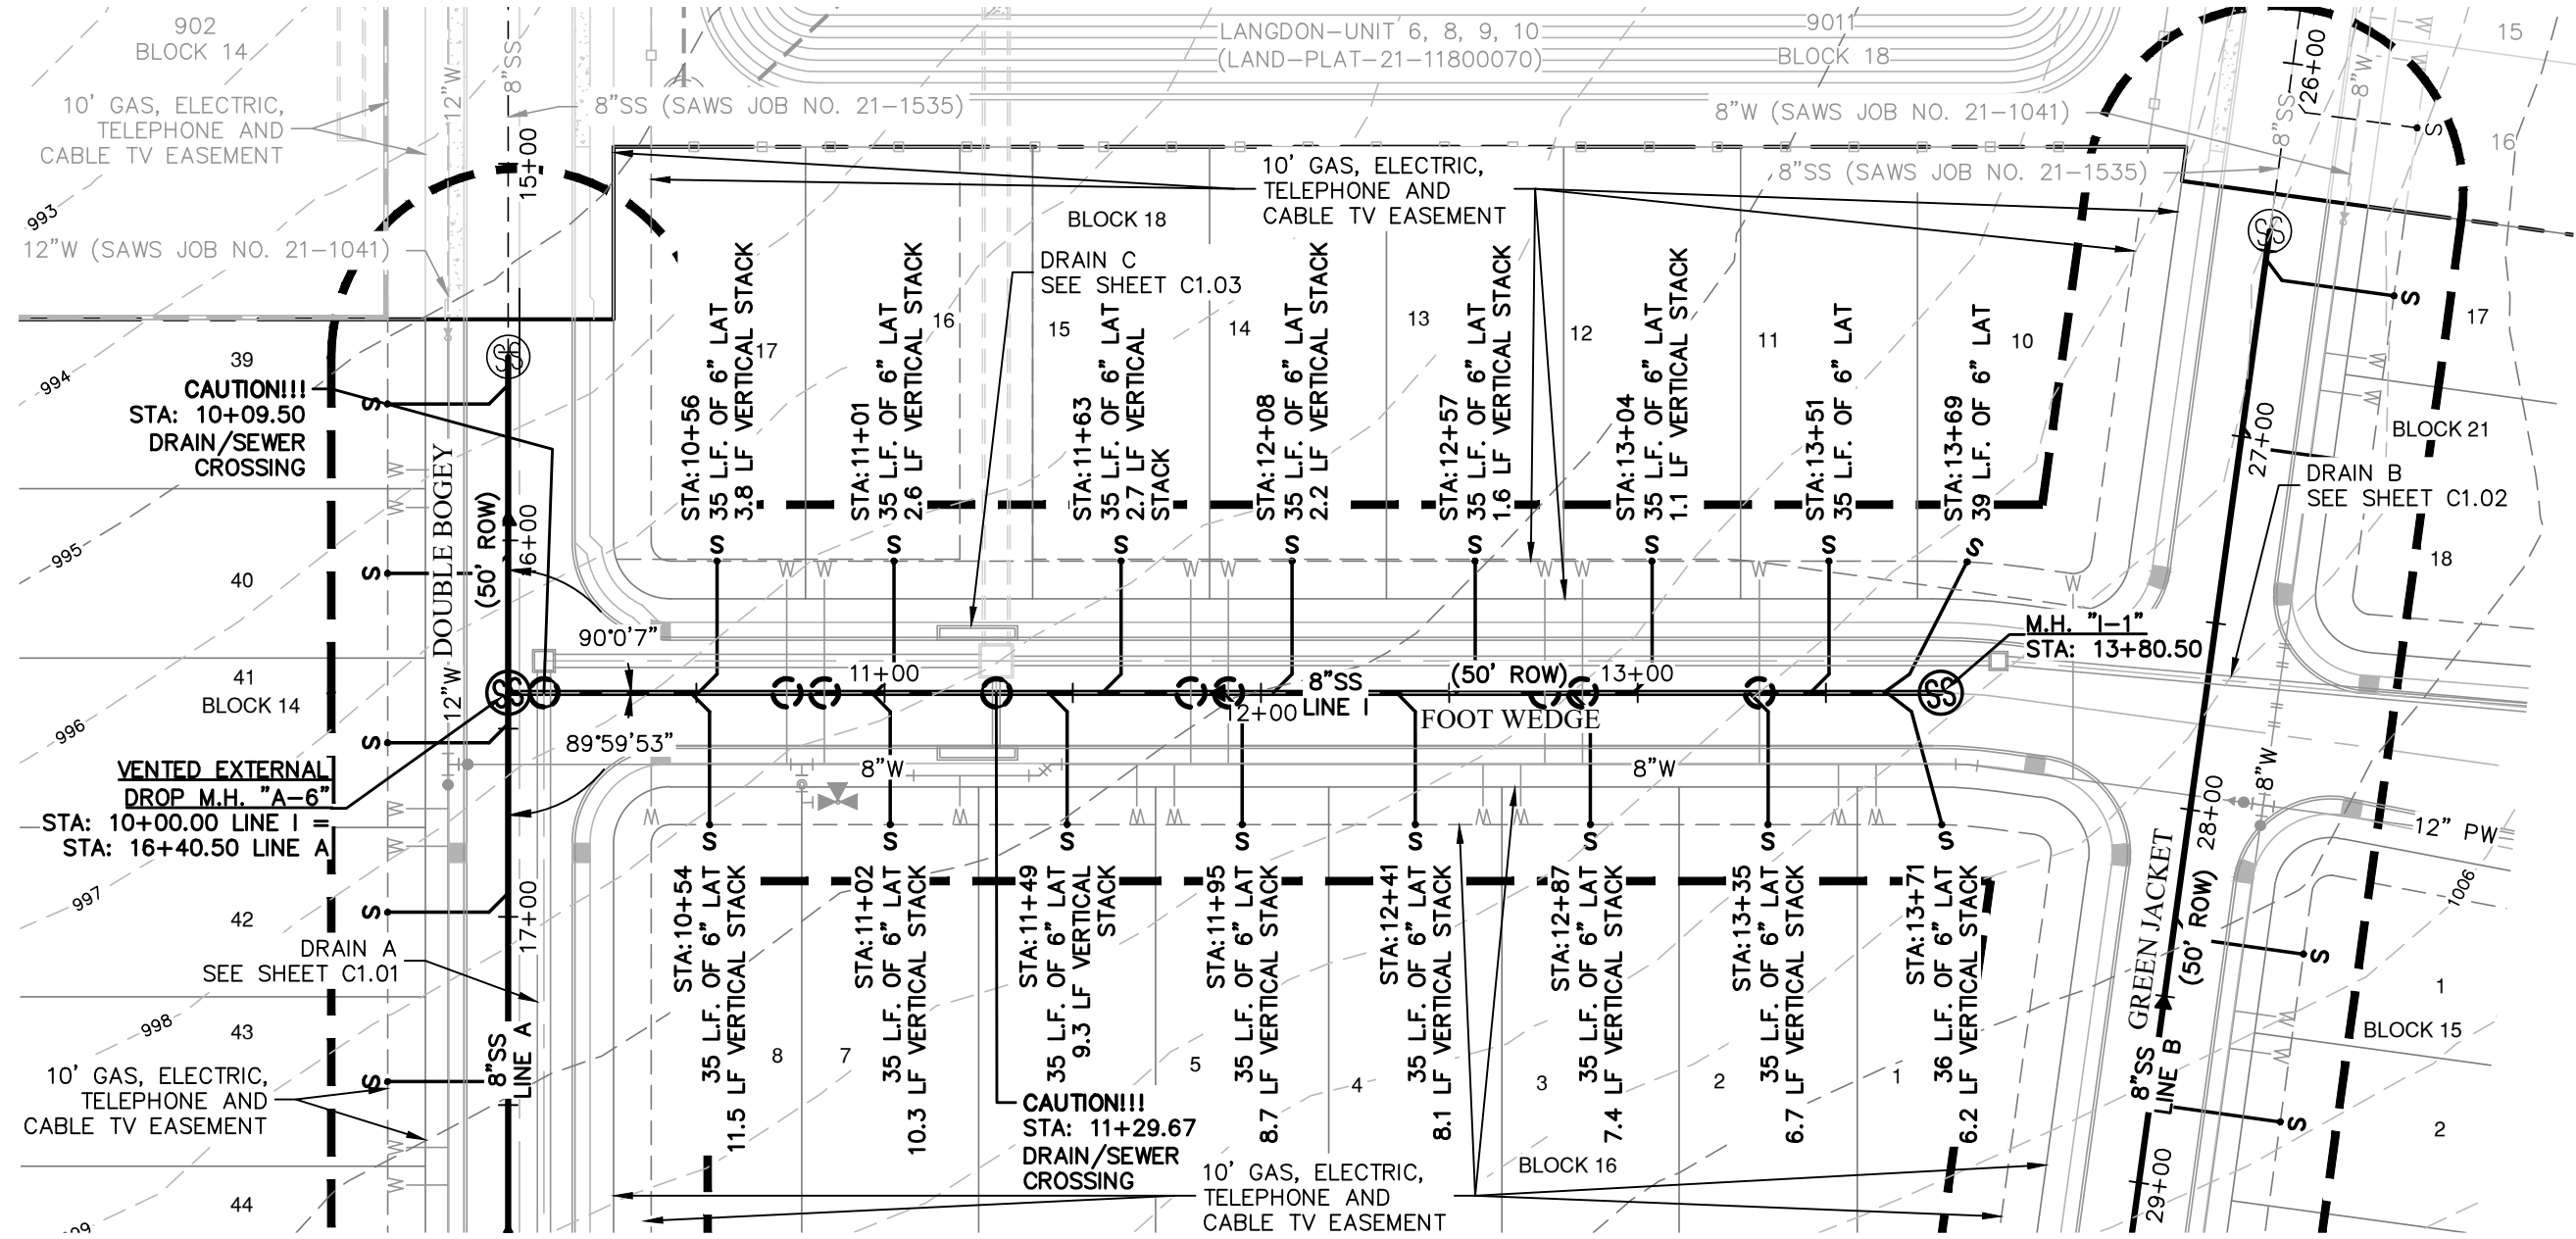 902
BLOCK 14
10' GAS, ELECTRIC,
TELEPHONE AND
CABLE TV EASEMENT
12"W
8"SS
8"SS (SAWS JOB NO. 21-1535)
15+00
LANGDON-UNIT 6, 8, 9, 10
(LAND-PLAT-21-11800070)
9011
BLOCK 18
8"W (SAWS JOB NO. 21-1041)
8"SS (SAWS JOB NO. 21-1535)
8"SS
26+00
8"W
15
16
S
993
12"W (SAWS JOB NO. 21-1041)
10' GAS, ELECTRIC,
TELEPHONE AND
CABLE TV EASEMENT
BLOCK 18
DRAIN C
SEE SHEET C1.03
39
994
CAUTION!!!
STA: 10+09.50
DRAIN/SEWER
CROSSING
SS
S
STA:10+56
35 L.F. OF 6" LAT
3.8 LF VERTICAL STACK
17
S
STA:11+01
35 L.F. OF 6" LAT
2.6 LF VERTICAL STACK
16
S
STA:11+63
35 L.F. OF 6" LAT
2.7 LF VERTICAL
STACK
15
S
STA:12+08
35 L.F. OF 6" LAT
2.2 LF VERTICAL STACK
14
S
STA:12+57
35 L.F. OF 6" LAT
1.6 LF VERTICAL STACK
13
S
STA:13+04
35 L.F. OF 6" LAT
1.1 LF VERTICAL STACK
12
S
STA:13+51
35 L.F. OF 6" LAT
11
S
STA:13+69
39 L.F. OF 6" LAT
10
S
SS
S
17
27+00
BLOCK 21
DRAIN B
SEE SHEET C1.02
18
995
40
S
DOUBLE BOGEY
(50' ROW)
16+00
90°0'7"
89°59'53"
12"W
41
BLOCK 14
996
S
SS
VENTED EXTERNAL
DROP M.H. "A-6"
STA: 10+00.00 LINE I =
STA: 16+40.50 LINE A
11+00
12+00
8"SS
LINE I
(50' ROW)
13+00
FOOT WEDGE
SS
M.H. "I-1"
STA: 13+80.50
8"W
8"W
8"W
12" PW
28+00
1006
997
42
S
17+00
DRAIN A
SEE SHEET C1.01
998
43
10' GAS, ELECTRIC,
TELEPHONE AND
CABLE TV EASEMENT
S
8"SS
LINE A
44
S
STA:10+54
35 L.F. OF 6" LAT
11.5 LF VERTICAL STACK
8
S
STA:11+02
35 L.F. OF 6" LAT
10.3 LF VERTICAL STACK
7
S
STA:11+49
35 L.F. OF 6" LAT
9.3 LF VERTICAL
STACK
S
STA:11+95
35 L.F. OF 6" LAT
8.7 LF VERTICAL STACK
5
S
STA:12+41
35 L.F. OF 6" LAT
8.1 LF VERTICAL STACK
4
S
STA:12+87
35 L.F. OF 6" LAT
7.4 LF VERTICAL STACK
3
S
STA:13+35
35 L.F. OF 6" LAT
6.7 LF VERTICAL STACK
2
S
STA:13+71
36 L.F. OF 6" LAT
6.2 LF VERTICAL STACK
1
CAUTION!!!
STA: 11+29.67
DRAIN/SEWER
CROSSING
10' GAS, ELECTRIC,
TELEPHONE AND
CABLE TV EASEMENT
BLOCK 16
GREEN JACKET
(50' ROW)
8"SS
LINE B
29+00
S
1
BLOCK 15
S
2